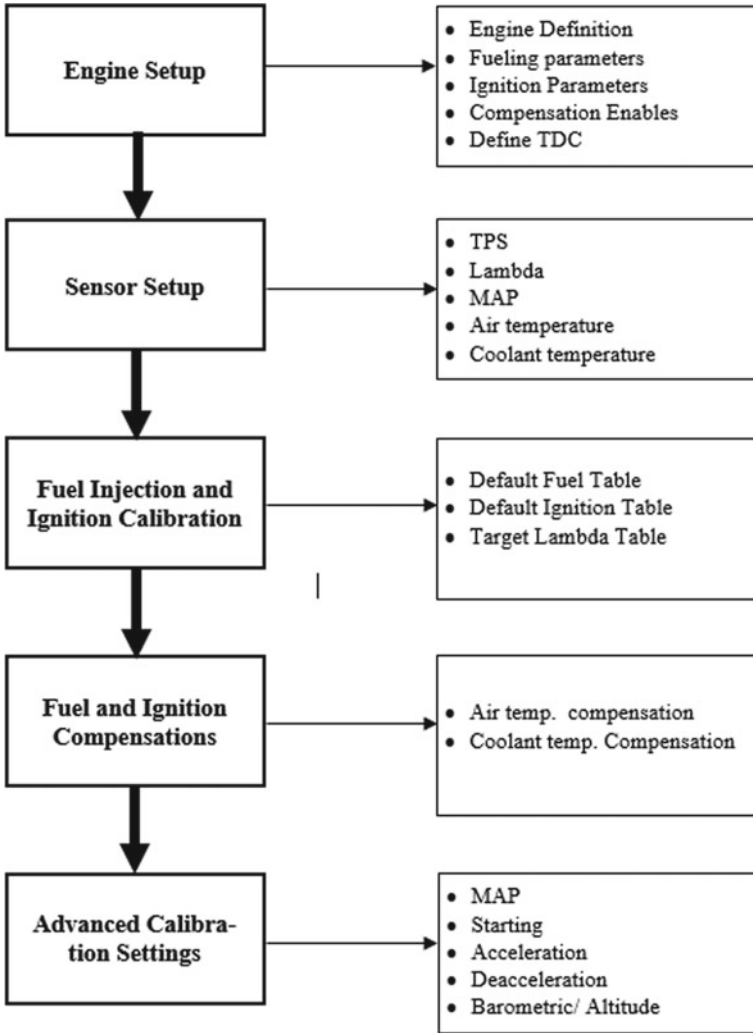 Engine Setup
• Engine Definition
• Fueling parameters
• Ignition Parameters
• Compensation Enables
• Define TDC
Sensor Setup
• TPS
• Lambda
• MAP
• Air temperature
• Coolant temperature
Fuel Injection and
Ignition Calibration
• Default Fuel Table
• Default Ignition Table
• Target Lambda Table
Fuel and Ignition
Compensations
• Air temp. compensation
• Coolant temp. Compensation
Advanced Calibra-
tion Settings
• MAP
• Starting
• Acceleration
• Deacceleration
• Barometric/ Altitude